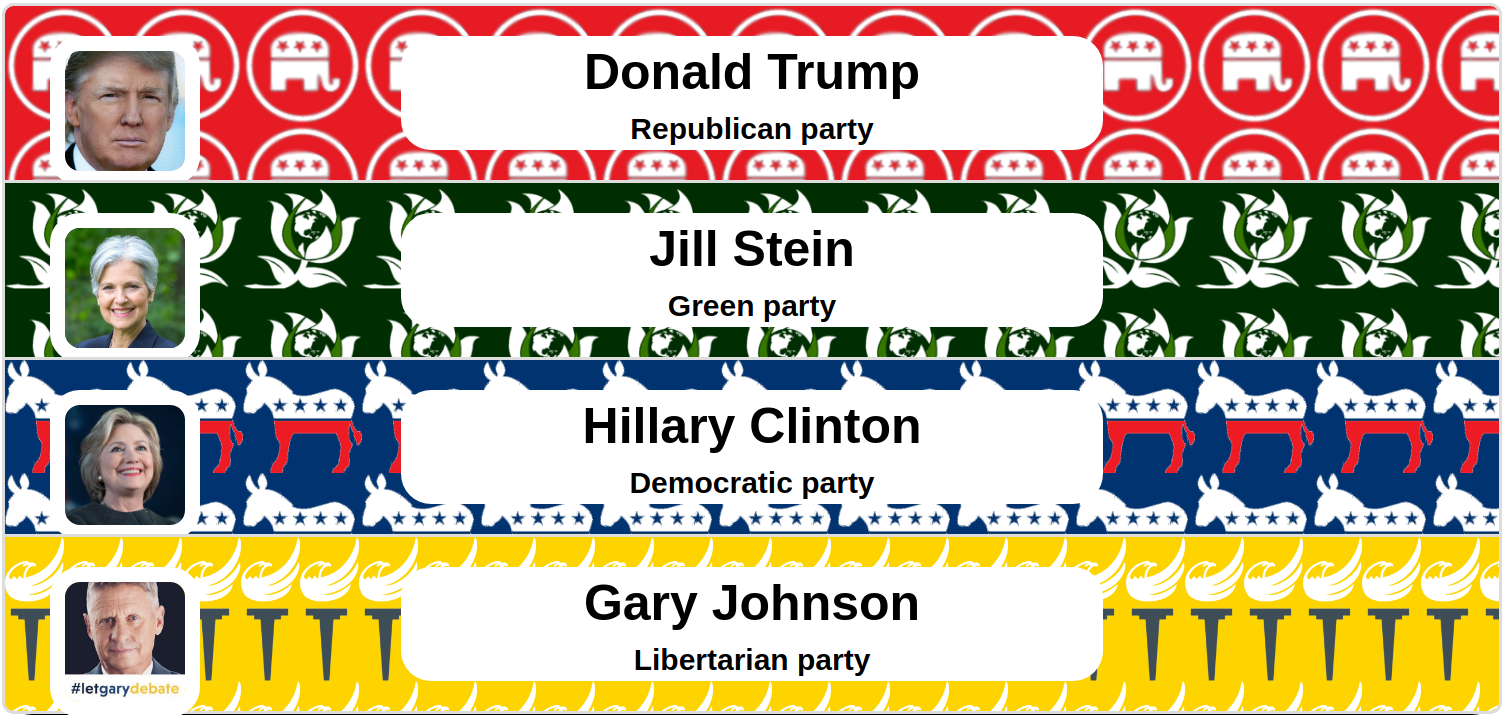 Donald Trump
Republican party
Jill Stein
Green party
Hillary Clinton
Democratic party
Gary Johnson
Libertarian party
#letgarydebate